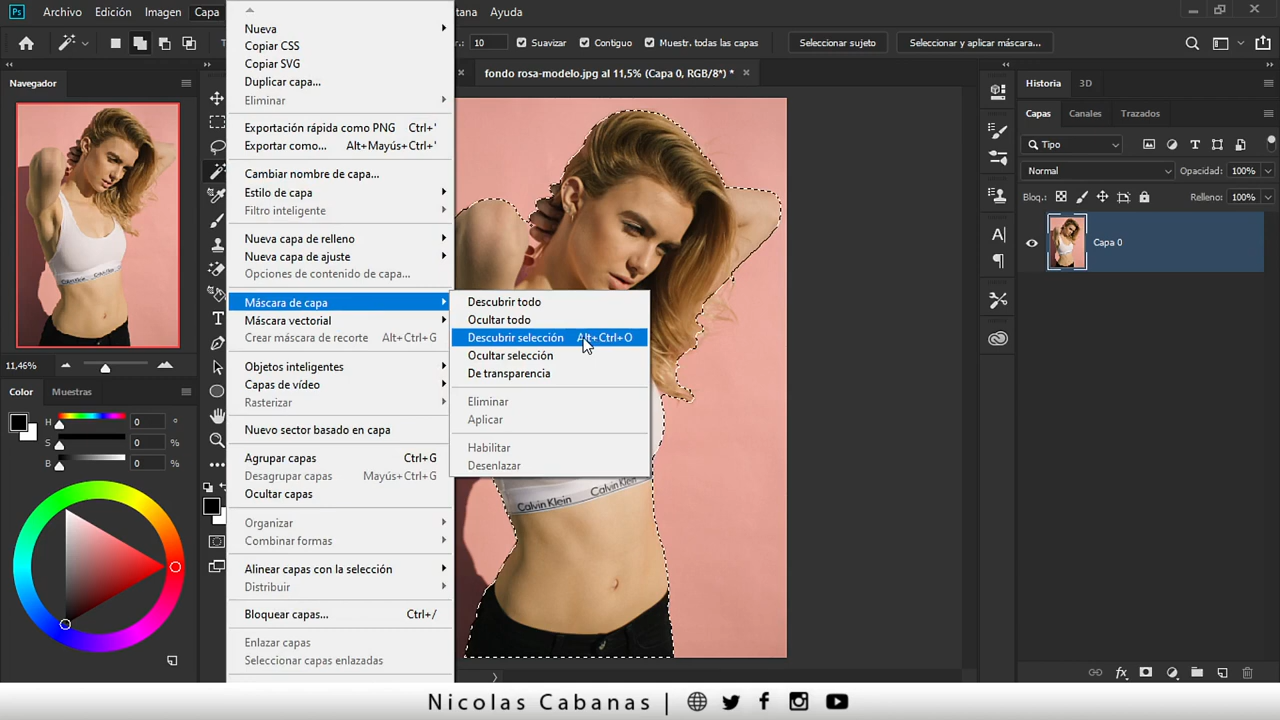 Ps Archivo Edición Imagen Capa
tana Ayuda
10 Suavizar Contiguo Muestr. todas las capas Seleccionar sujeto Seleccionar y aplicar máscara...
fondo rosa-modelo.jpg al 11,5% (Capa 0, RGB/8*) *
Navegador
11,46%
Color Muestras
H 0 °
S 0 %
B 0 %
Nueva
Copiar CSS
Copiar SVG
Duplicar capa...
Eliminar
Exportación rápida como PNG Ctrl+'
Exportar como... Alt+Mayús+Ctrl+'
Cambiar nombre de capa...
Estilo de capa
Filtro inteligente
Nueva capa de relleno
Nueva capa de ajuste
Opciones de contenido de capa...
Máscara de capa
Máscara vectorial
Crear máscara de recorte Alt+Ctrl+G
Objetos inteligentes
Capas de vídeo
Rasterizar
Nuevo sector basado en capa
Agrupar capas Ctrl+G
Desagrupar capas Mayús+Ctrl+G
Ocultar capas
Organizar
Combinar formas
Alinear capas con la selección
Distribuir
Bloquear capas... Ctrl+/
Enlazar capas
Seleccionar capas enlazadas
Descubrir todo
Ocultar todo
Descubrir selección Alt+Ctrl+O
Ocultar selección
De transparencia
Eliminar
Aplicar
Habilitar
Desenlazar
Calvin Klein Calvin Klein
Historia 3D
Capas Canales Trazados
Tipo
Normal Opacidad: 100%
Bloq.: Relleno: 100%
Capa 0
Nicolas Cabanas |